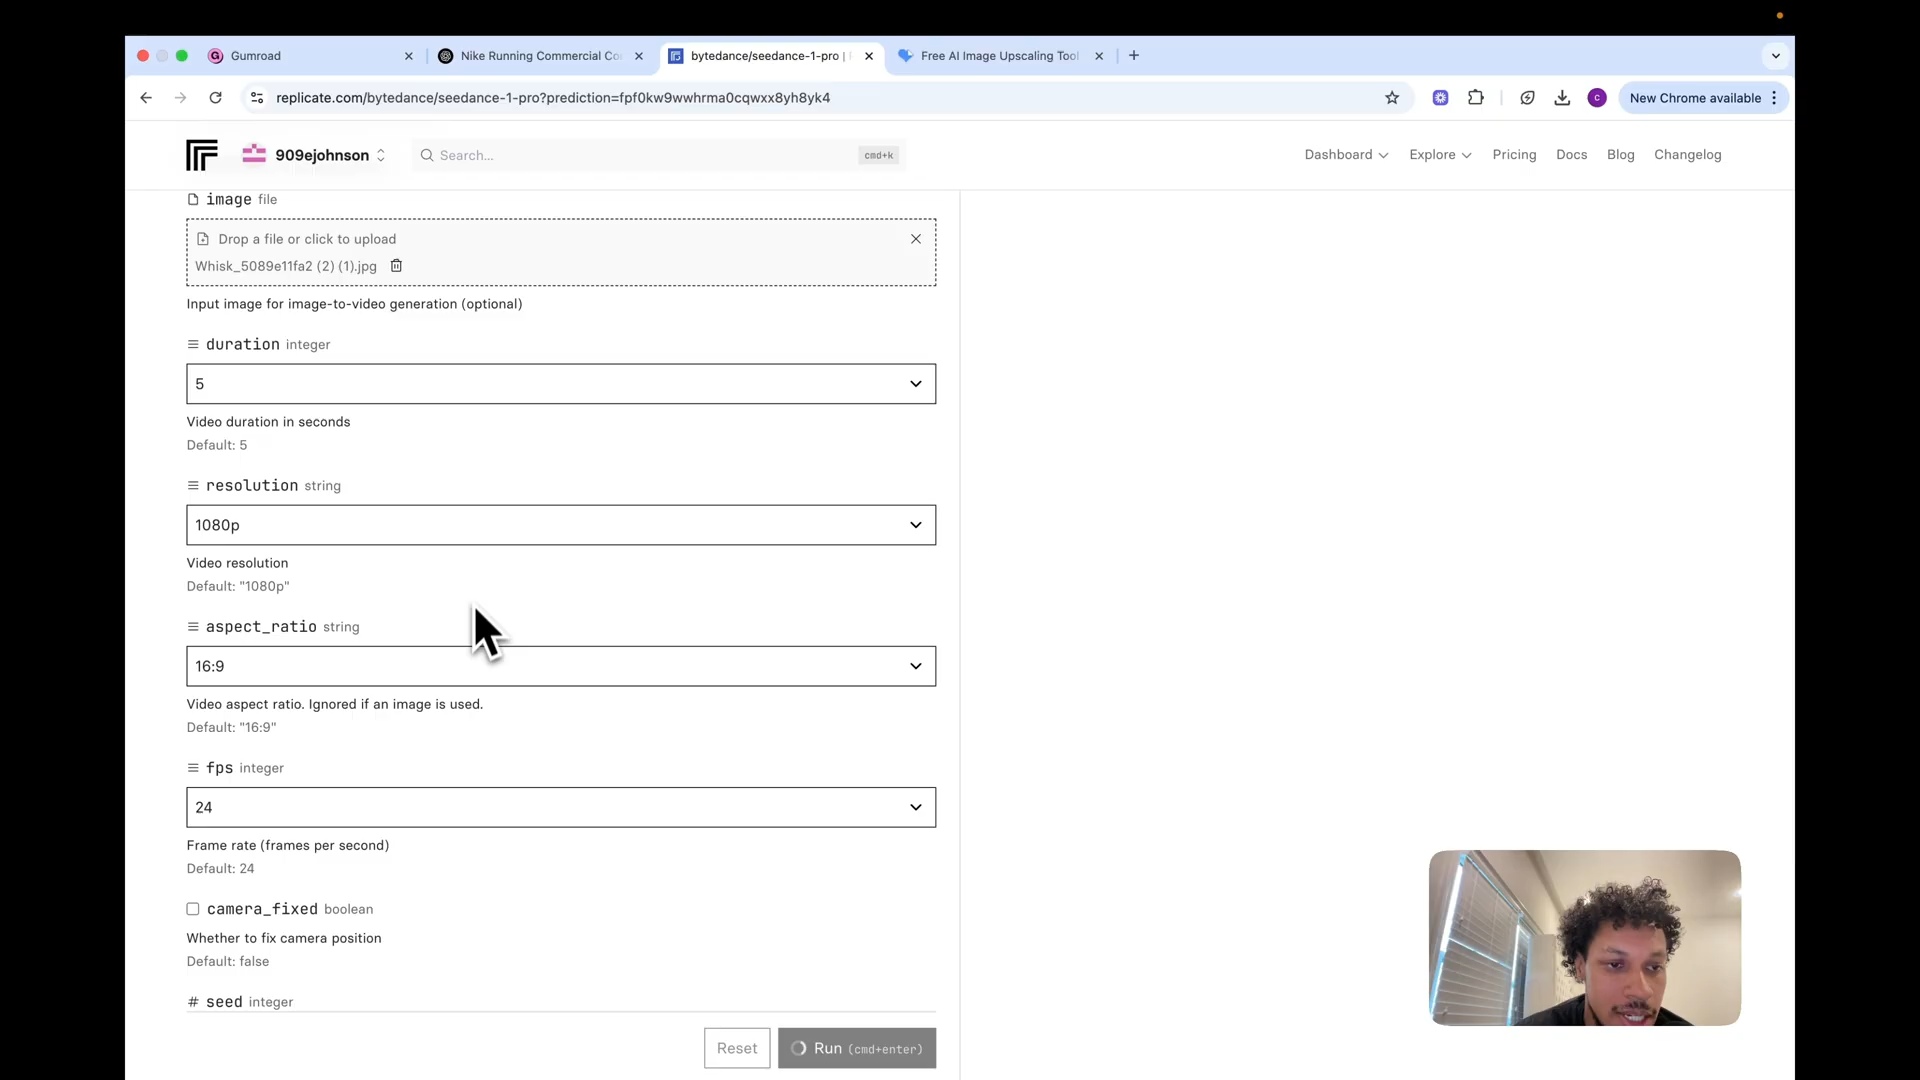 Gumroad
Nike Running Commercial Co
bytedance/seedance-1-pro |
Free AI Image Upscaling Tool
replicate.com/bytedance/seedance-1-pro?prediction=fpf0kw9wwhrma0cqwxx8yh8yk4
C
New Chrome available
909ejohnson
Search...
cmd+k
Dashboard
Explore
Pricing
Docs
Blog
Changelog
image file
Drop a file or click to upload
Whisk_5089e11fa2 (2) (1).jpg
Input image for image-to-video generation (optional)
duration integer
5
Video duration in seconds
Default: 5
resolution string
1080p
Video resolution
Default: "1080p"
aspect_ratio string
16:9
Video aspect ratio. Ignored if an image is used.
Default: "16:9"
fps integer
24
Frame rate (frames per second)
Default: 24
camera_fixed boolean
Whether to fix camera position
Default: false
# seed integer
Reset
Run (cmd+enter)